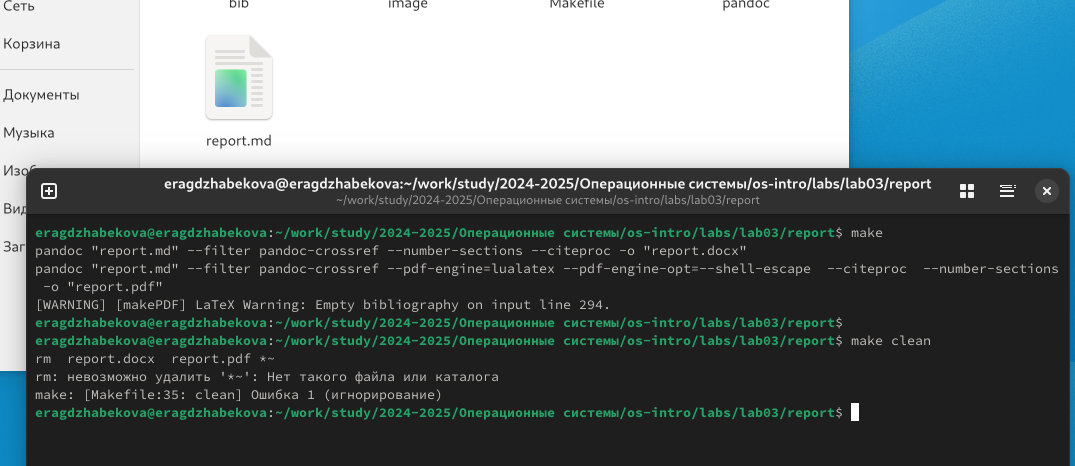 Сеть
bib
image
Makefile
pandoc
Корзина
Документы
Музыка
report.md
Изоб
Вид
Заг
eragdzhabekova@eragdzhabekova:~/work/study/2024-2025/Операционные системы/os-intro/labs/lab03/report
~/work/study/2024-2025/Операционные системы/os-intro/labs/lab03/report
eragdzhabekova@eragdzhabekova:~/work/study/2024-2025/Операционные системы/os-intro/labs/lab03/report$ make
pandoc "report.md" --filter pandoc-crossref --number-sections --citeproc -o "report.docx"
pandoc "report.md" --filter pandoc-crossref --pdf-engine=lualatex --pdf-engine-opt=--shell-escape  --citeproc  --number-sections
 -o "report.pdf"
[WARNING] [makePDF] LaTeX Warning: Empty bibliography on input line 294.
eragdzhabekova@eragdzhabekova:~/work/study/2024-2025/Операционные системы/os-intro/labs/lab03/report$
eragdzhabekova@eragdzhabekova:~/work/study/2024-2025/Операционные системы/os-intro/labs/lab03/report$ make clean
rm  report.docx  report.pdf *~
rm: невозможно удалить '*~': Нет такого файла или каталога
make: [Makefile:35: clean] Ошибка 1 (игнорирование)
eragdzhabekova@eragdzhabekova:~/work/study/2024-2025/Операционные системы/os-intro/labs/lab03/report$